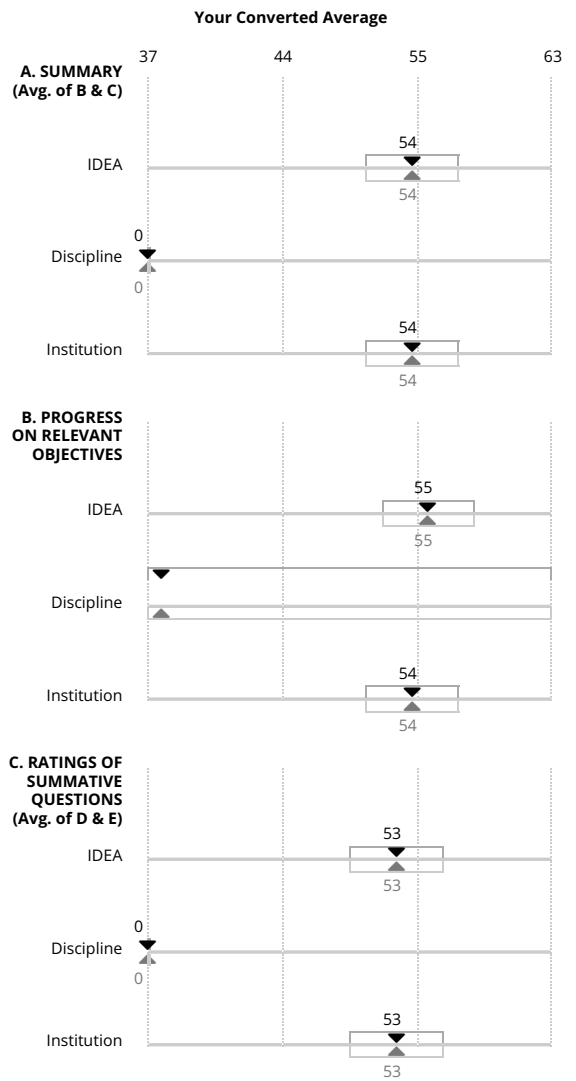 Your Converted Average
37 44 55 63
A. SUMMARY
(Avg. of B & C)
54
IDEA
54
0
Discipline
0
54
Institution
54
B. PROGRESS
ON RELEVANT
OBJECTIVES
55
IDEA
55
Discipline
54
Institution
54
C. RATINGS OF
SUMMATIVE
QUESTIONS
(Avg. of D & E)
53
IDEA
53
0
Discipline
0
53
Institution
53